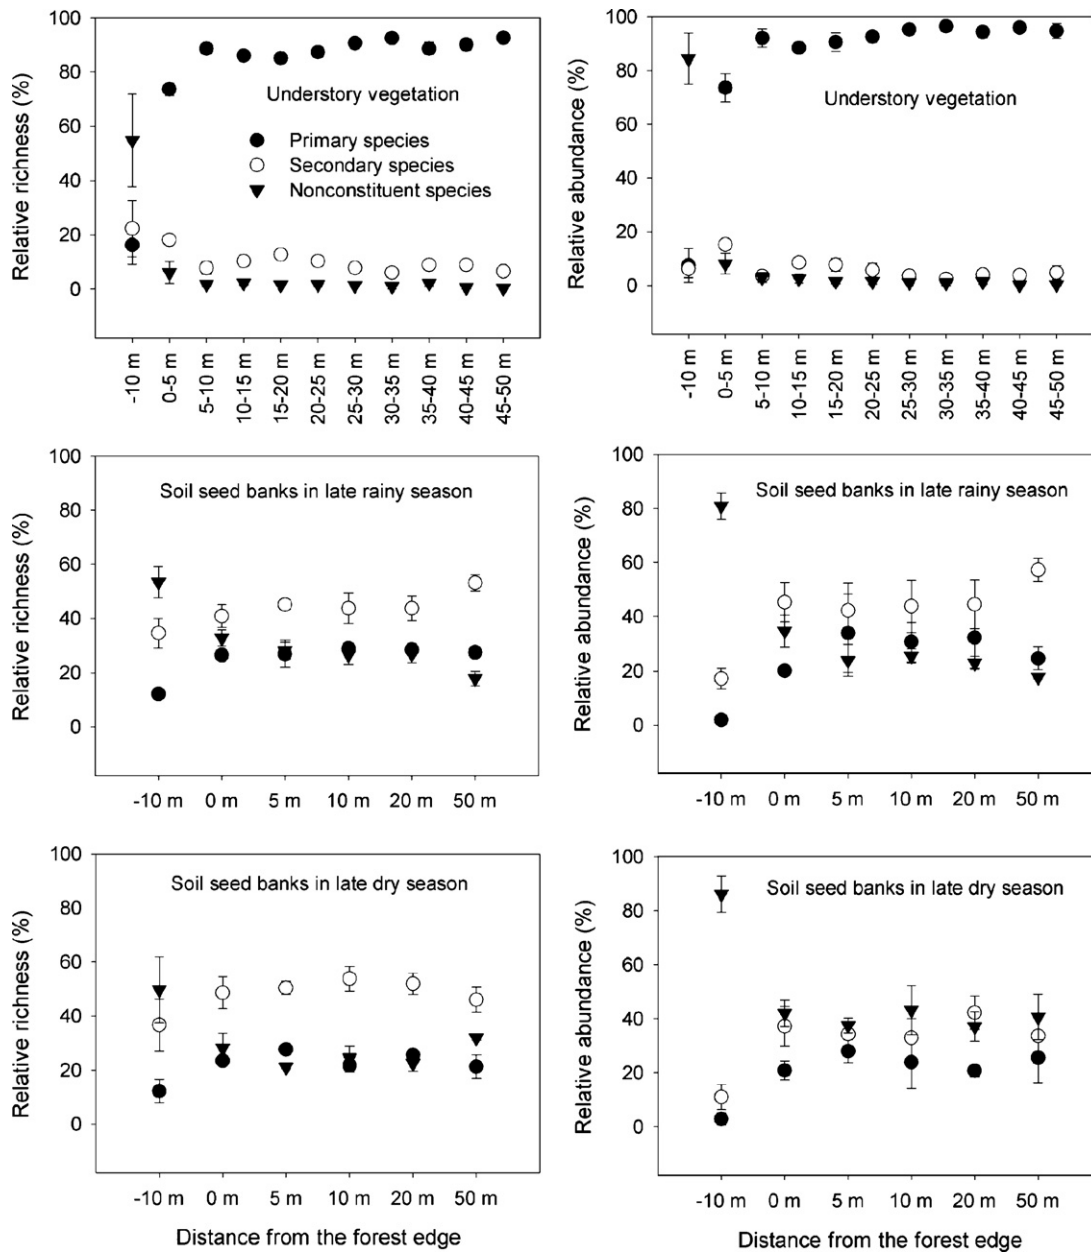 Relative richness (%)
100
80
60
40
20
0
Understory vegetation
Primary species
Secondary species
Nonconstituent species
-10 m
0-5 m
5-10 m
10-15 m
15-20 m
20-25 m
25-30 m
30-35 m
35-40 m
40-45 m
45-50 m
Relative abundance (%)
100
80
60
40
20
0
Understory vegetation
-10 m
0-5 m
5-10 m
10-15 m
15-20 m
20-25 m
25-30 m
30-35 m
35-40 m
40-45 m
45-50 m
Relative richness (%)
100
80
60
40
20
0
Soil seed banks in late rainy season
-10 m 0 m 5 m 10 m 20 m 50 m
Relative abundance (%)
100
80
60
40
20
0
Soil seed banks in late rainy season
-10 m 0 m 5 m 10 m 20 m 50 m
Relative richness (%)
100
80
60
40
20
0
Soil seed banks in late dry season
-10 m 0 m 5 m 10 m 20 m 50 m
Distance from the forest edge
Relative abundance (%)
100
80
60
40
20
0
Soil seed banks in late dry season
-10 m 0 m 5 m 10 m 20 m 50 m
Distance from the forest edge